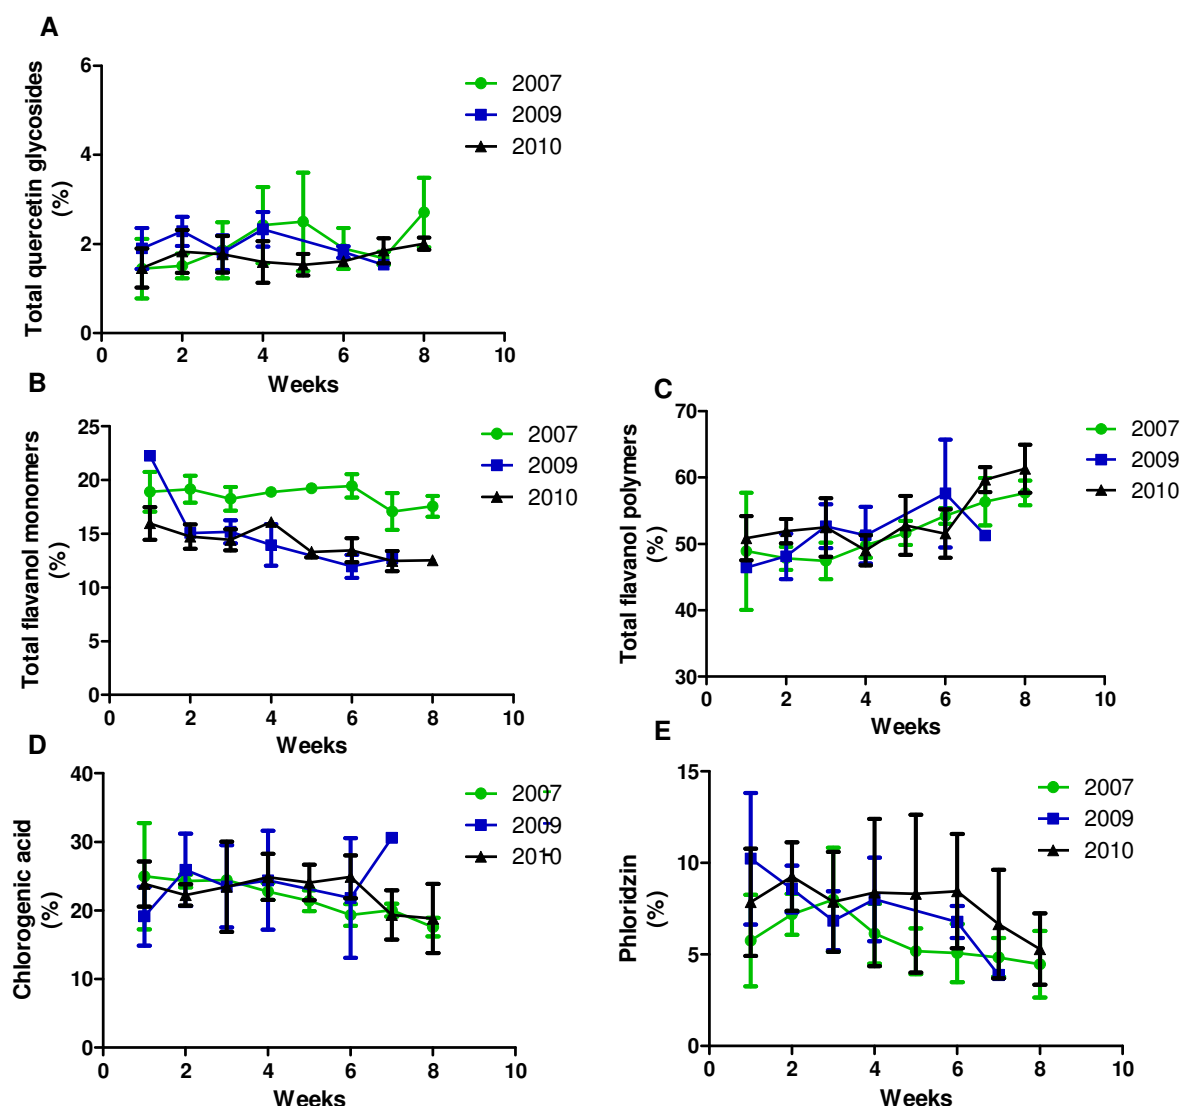 A
Total quercetin glycosides
(%)
6
4
2
0
0 2 4 6 8 10
Weeks
2007
2009
2010
B
Total flavanol monomers
(%)
25
20
15
10
5
0
0 2 4 6 8 10
Weeks
2007
2009
2010
C
Total flavanol polymers
(%)
70
60
50
40
30
0 2 4 6 8 10
Weeks
2007
2009
2010
D
Chlorogenic acid
(%)
40
30
20
10
0
0 2 4 6 8 10
Weeks
2007
2009
2010
E
Phloridzin
(%)
15
10
5
0
0 2 4 6 8 10
Weeks
2007
2009
2010